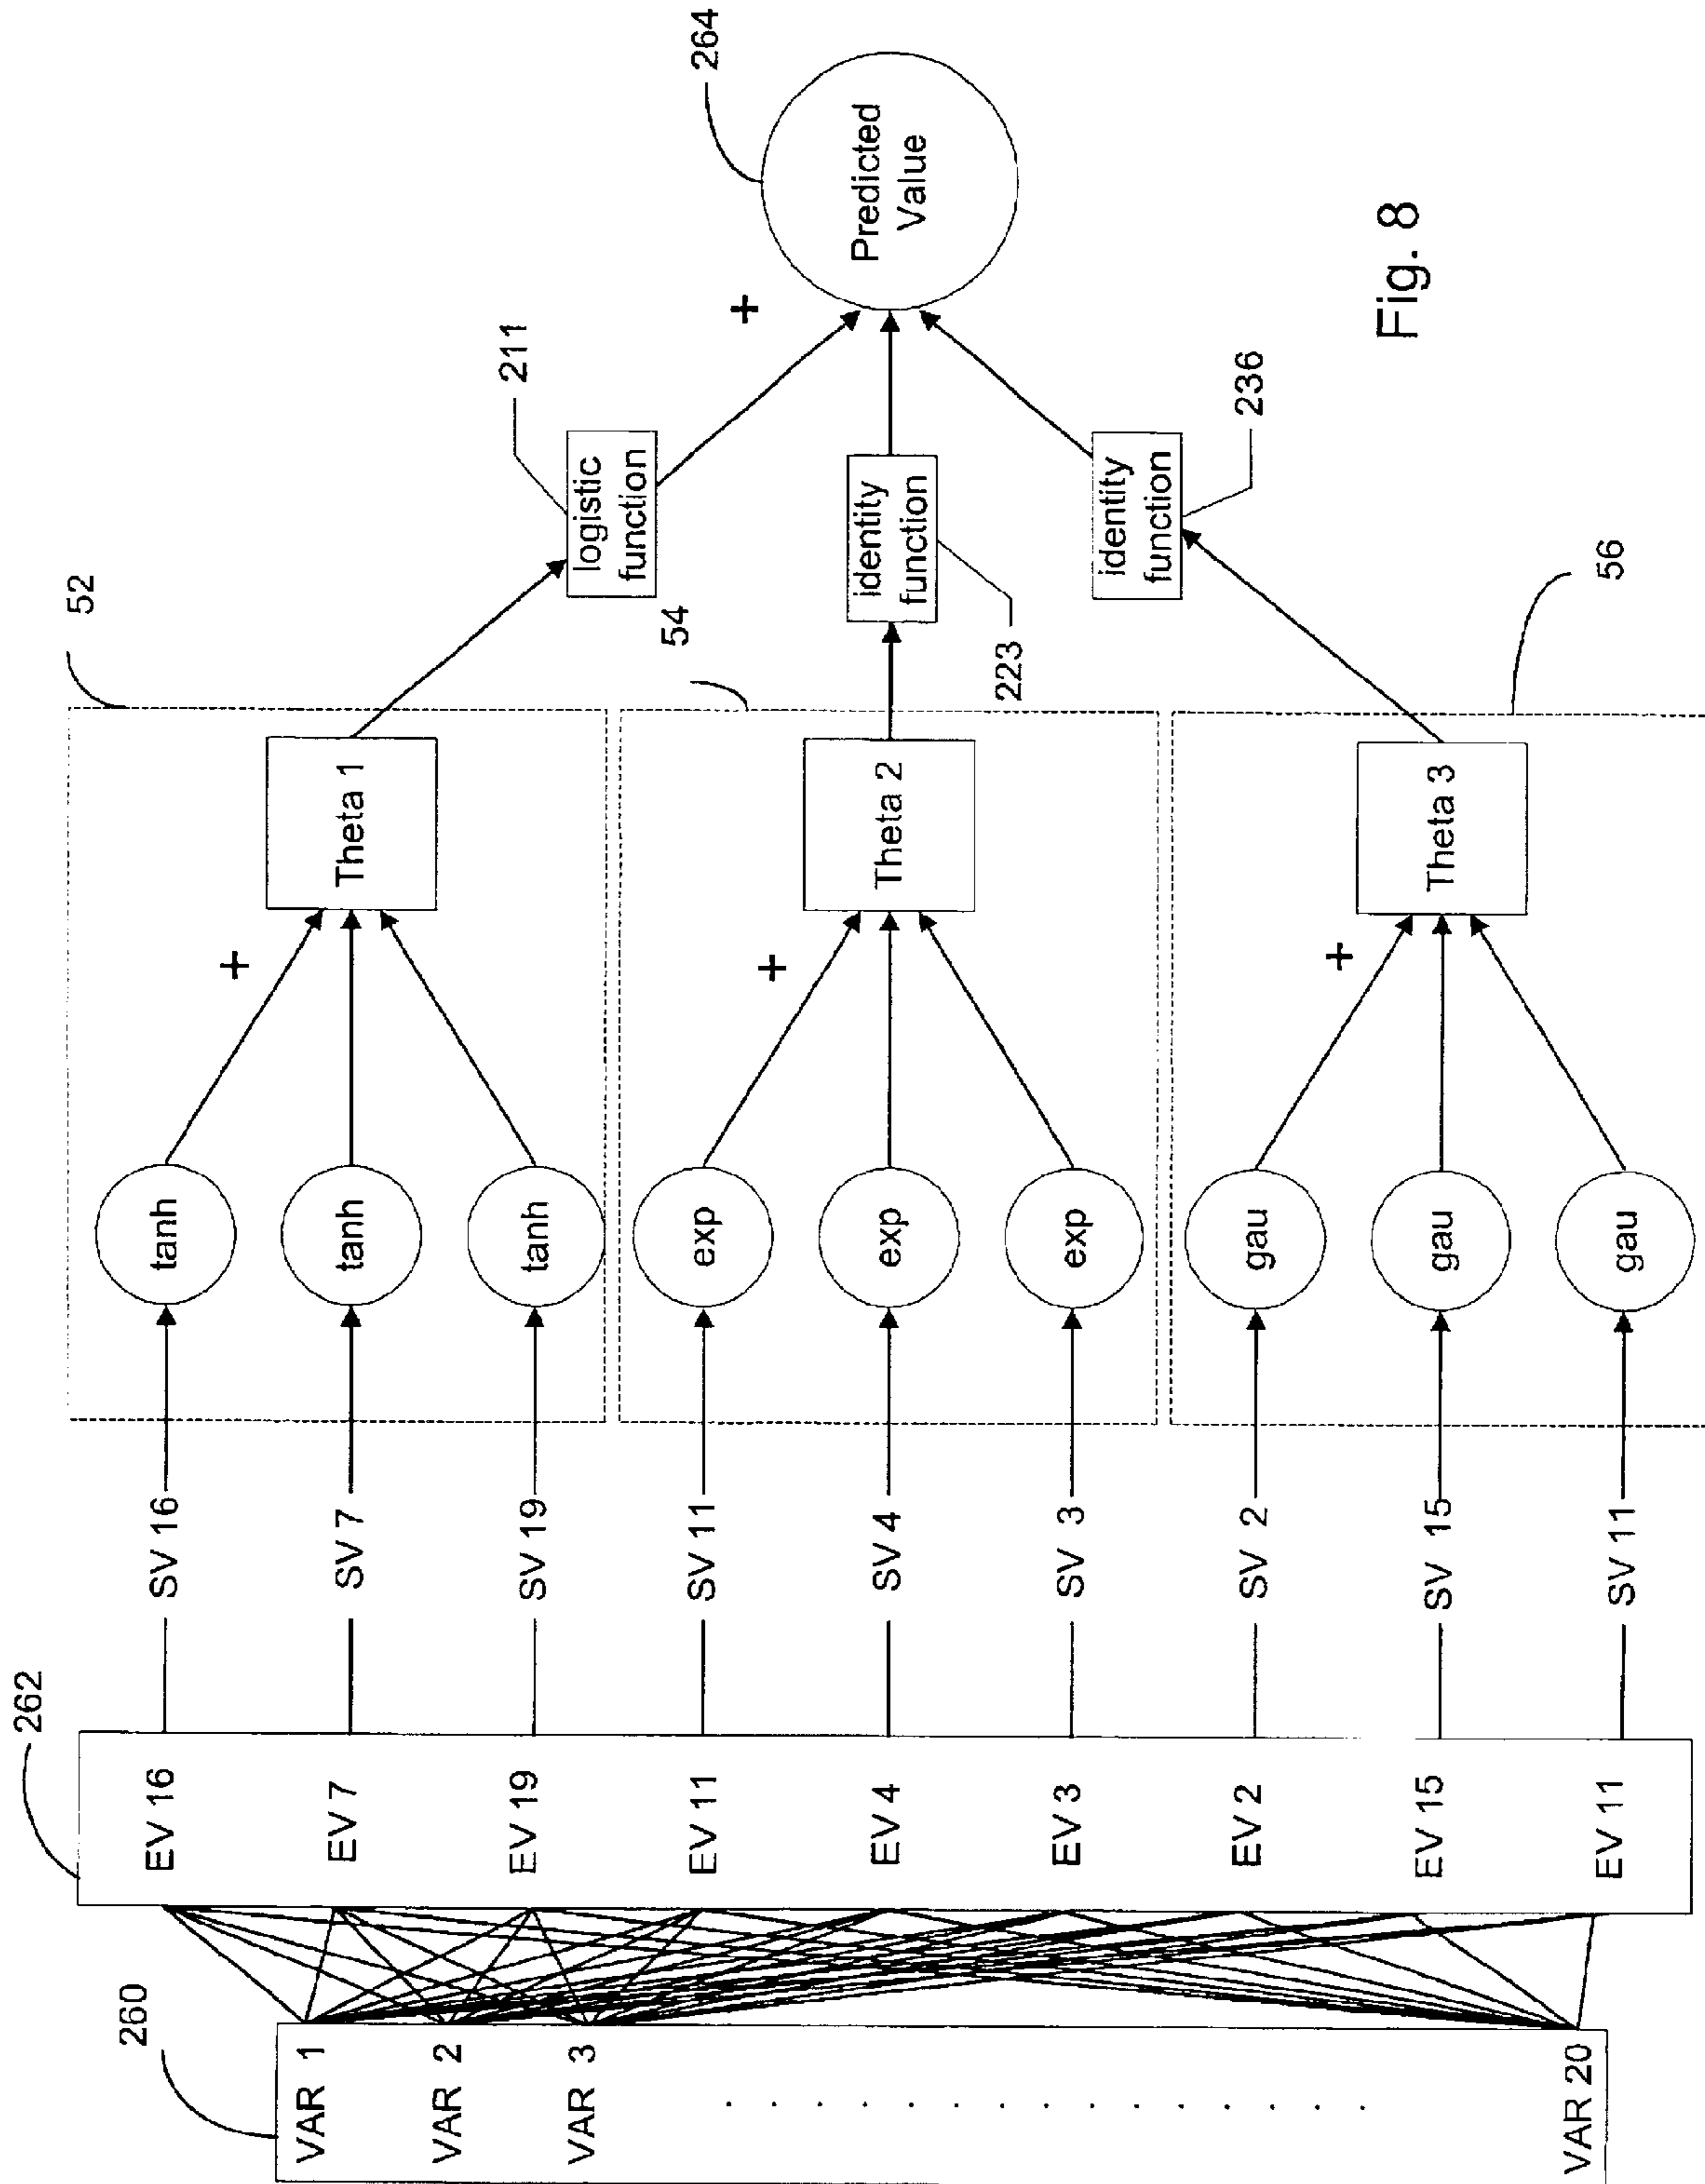 260
VAR 1
VAR 2
VAR 3
. . . . . . . . . . . . . . .
VAR 20
262
EV 16
EV 7
EV 19
EV 11
EV 4
EV 3
EV 2
EV 15
EV 11
SV 16
SV 7
SV 19
SV 11
SV 4
SV 3
SV 2
SV 15
SV 11
52
tanh
tanh
tanh
+
Theta 1
54
exp
exp
exp
+
Theta 2
56
gau
gau
gau
+
Theta 3
211
logistic
function
identity
function
223
identity
function
236
+
264
Predicted
Value
Fig. 8